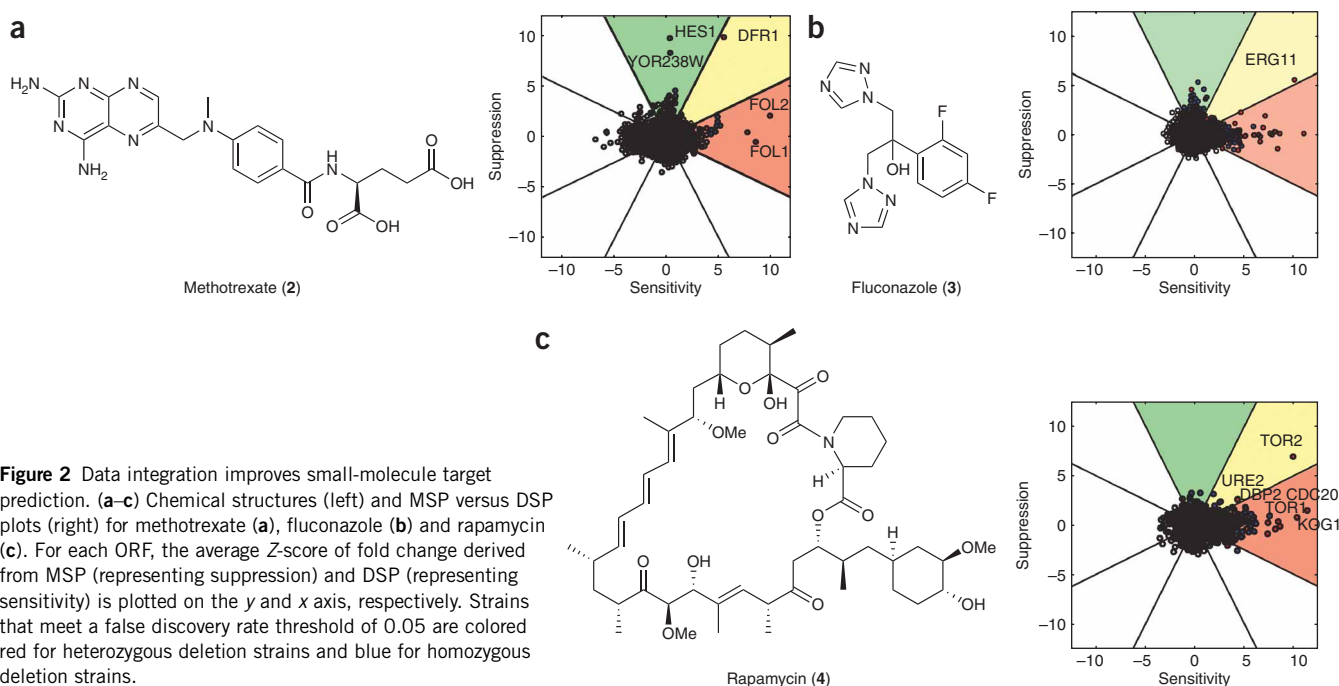 a
H₂N
N
N
N
N
NH₂
N
H
N
O
O
OH
O
OH
Methotrexate (2)
Suppression
10
5
0
−5
−10
HES1
DFR1
YOR238W
FOL2
FOL1
−10 −5 0 5 10
Sensitivity
b
N
N
N
F
OH
N
N
N
F
Fluconazole (3)
Suppression
10
5
0
−5
−10
ERG11
−10 −5 0 5 10
Sensitivity
c
O
H
OH
O
O
N
OMe
H
O
O
O
OH
O
OMe
OMe
OH
Rapamycin (4)
Suppression
10
5
0
−5
−10
TOR2
URE2
DBP2 CDC20
TOR1
KOG1
−10 −5 0 5 10
Sensitivity
Figure 2 Data integration improves small-molecule target
prediction. (a–c) Chemical structures (left) and MSP versus DSP
plots (right) for methotrexate (a), fluconazole (b) and rapamycin
(c). For each ORF, the average Z-score of fold change derived
from MSP (representing suppression) and DSP (representing
sensitivity) is plotted on the y and x axis, respectively. Strains
that meet a false discovery rate threshold of 0.05 are colored
red for heterozygous deletion strains and blue for homozygous
deletion strains.